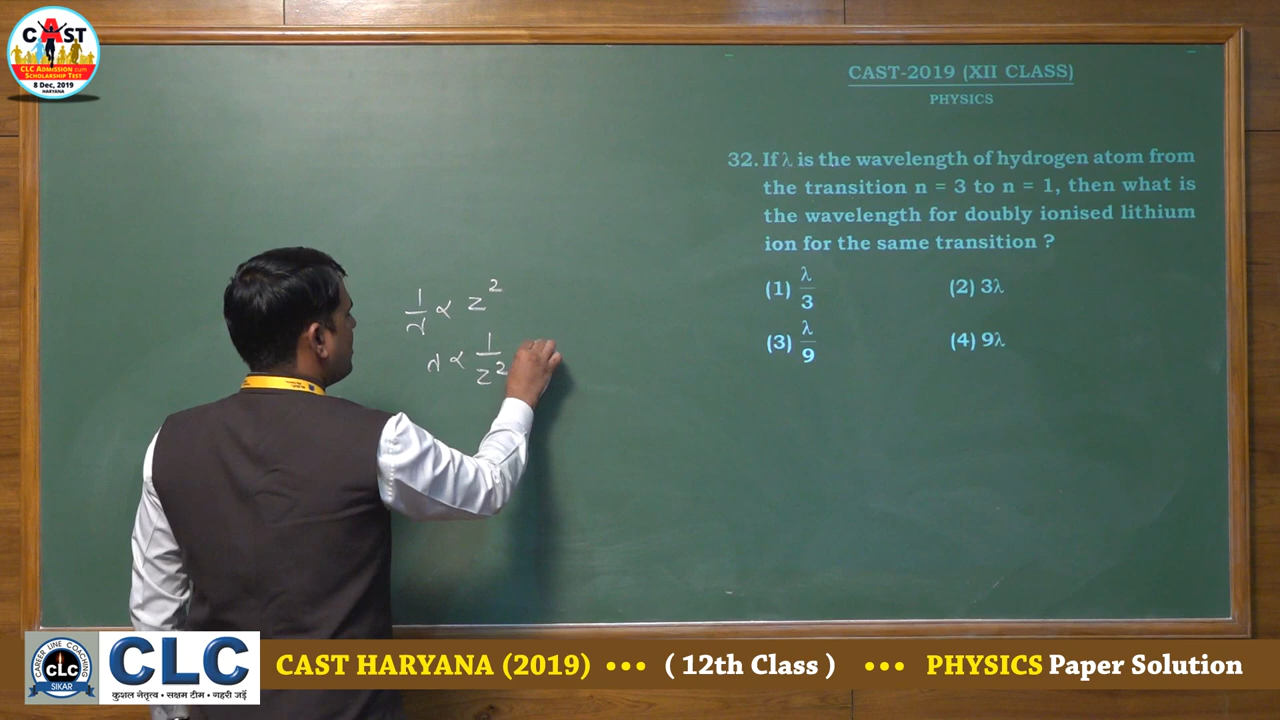 CAST
CLC ADMISSION CUM
SCHOLARSHIP TEST
8 Dec, 2019
HARYANA
CAST-2019 (XII CLASS)
PHYSICS
32. If λ is the wavelength of hydrogen atom from
the transition n = 3 to n = 1, then what is
the wavelength for doubly ionised lithium
ion for the same transition ?
(1) λ/3 (2) 3λ
(3) λ/9 (4) 9λ
1/λ ∝ z²
λ ∝ 1/z²
CAREER LINE COACHING
CLC
SIKAR
CLC
कुशल नेतृत्व • सक्षम टीम • गहरी जड़ें
CAST HARYANA (2019) ••• ( 12th Class ) ••• PHYSICS Paper Solution